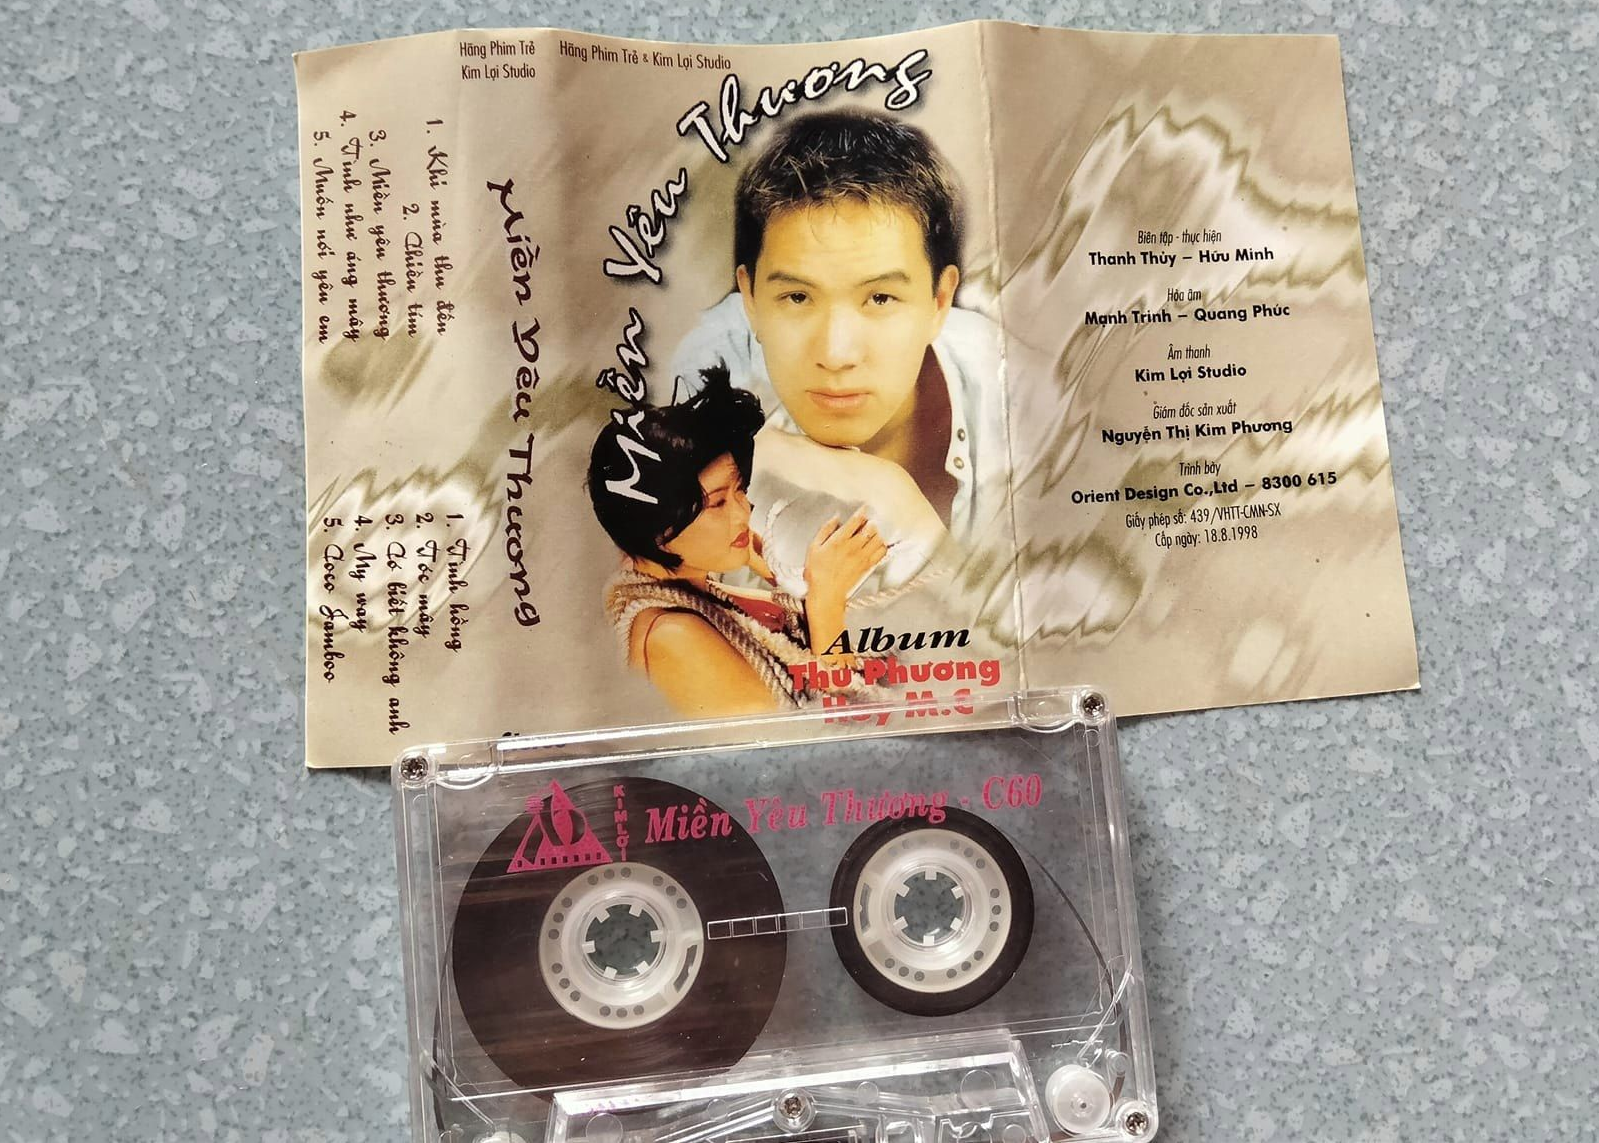 Hãng Phim Trẻ
Kim Lợi Studio
1. Khi mùa thu đến
2. Chiều tím
3. Miền yêu thương
4. Tình như áng mây
5. Muốn nói yêu em
1. Tình hồng
2. Tóc mây
3. Có biết không anh
4. My way
5. Coco Jamboo
Miền Yêu Thương
Hãng Phim Trẻ & Kim Lợi Studio
Miền Yêu Thương
Album
Thu Phương
Huy M.C
Biên tập - thực hiện
Thanh Thủy – Hữu Minh
Hòa âm
Mạnh Trinh – Quang Phúc
Âm thanh
Kim Lợi Studio
Giám đốc sản xuất
Nguyễn Thị Kim Phương
Trình bày
Orient Design Co.,Ltd – 8300 615
Giấy phép số: 439/VHTT-CMN-SX
Cấp ngày: 18.8.1998
KIM LỢI
Miền Yêu Thương - C60